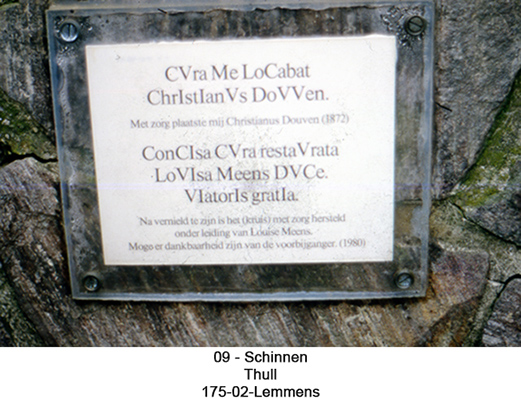 CVra Me LoCabat
ChrIstIanVs DoVVen.
Met zorg plaatste mij Christianus Douven (1872)
ConCIsa CVra restaVrata
LoVIsa Meens DVCe.
VIatorIs gratIa.
Na vernield te zijn is het (kruis) met zorg hersteld
onder leiding van Louise Meens.
Moge er dankbaarheid zijn van de voorbijganger. (1980)
09 - Schinnen
Thull
175-02-Lemmens